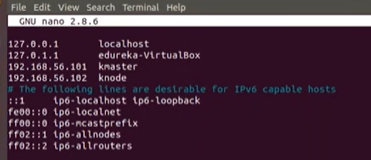 File Edit View Search Terminal Help
GNU nano 2.8.6
127.0.0.1 localhost
127.0.1.1 edureka-VirtualBox
192.168.56.101 kmaster
192.168.56.102 knode
# The following lines are desirable for IPv6 capable hosts
::1 ip6-localhost ip6-loopback
fe00::0 ip6-localnet
ff00::0 ip6-mcastprefix
ff02::1 ip6-allnodes
ff02::2 ip6-allrouters